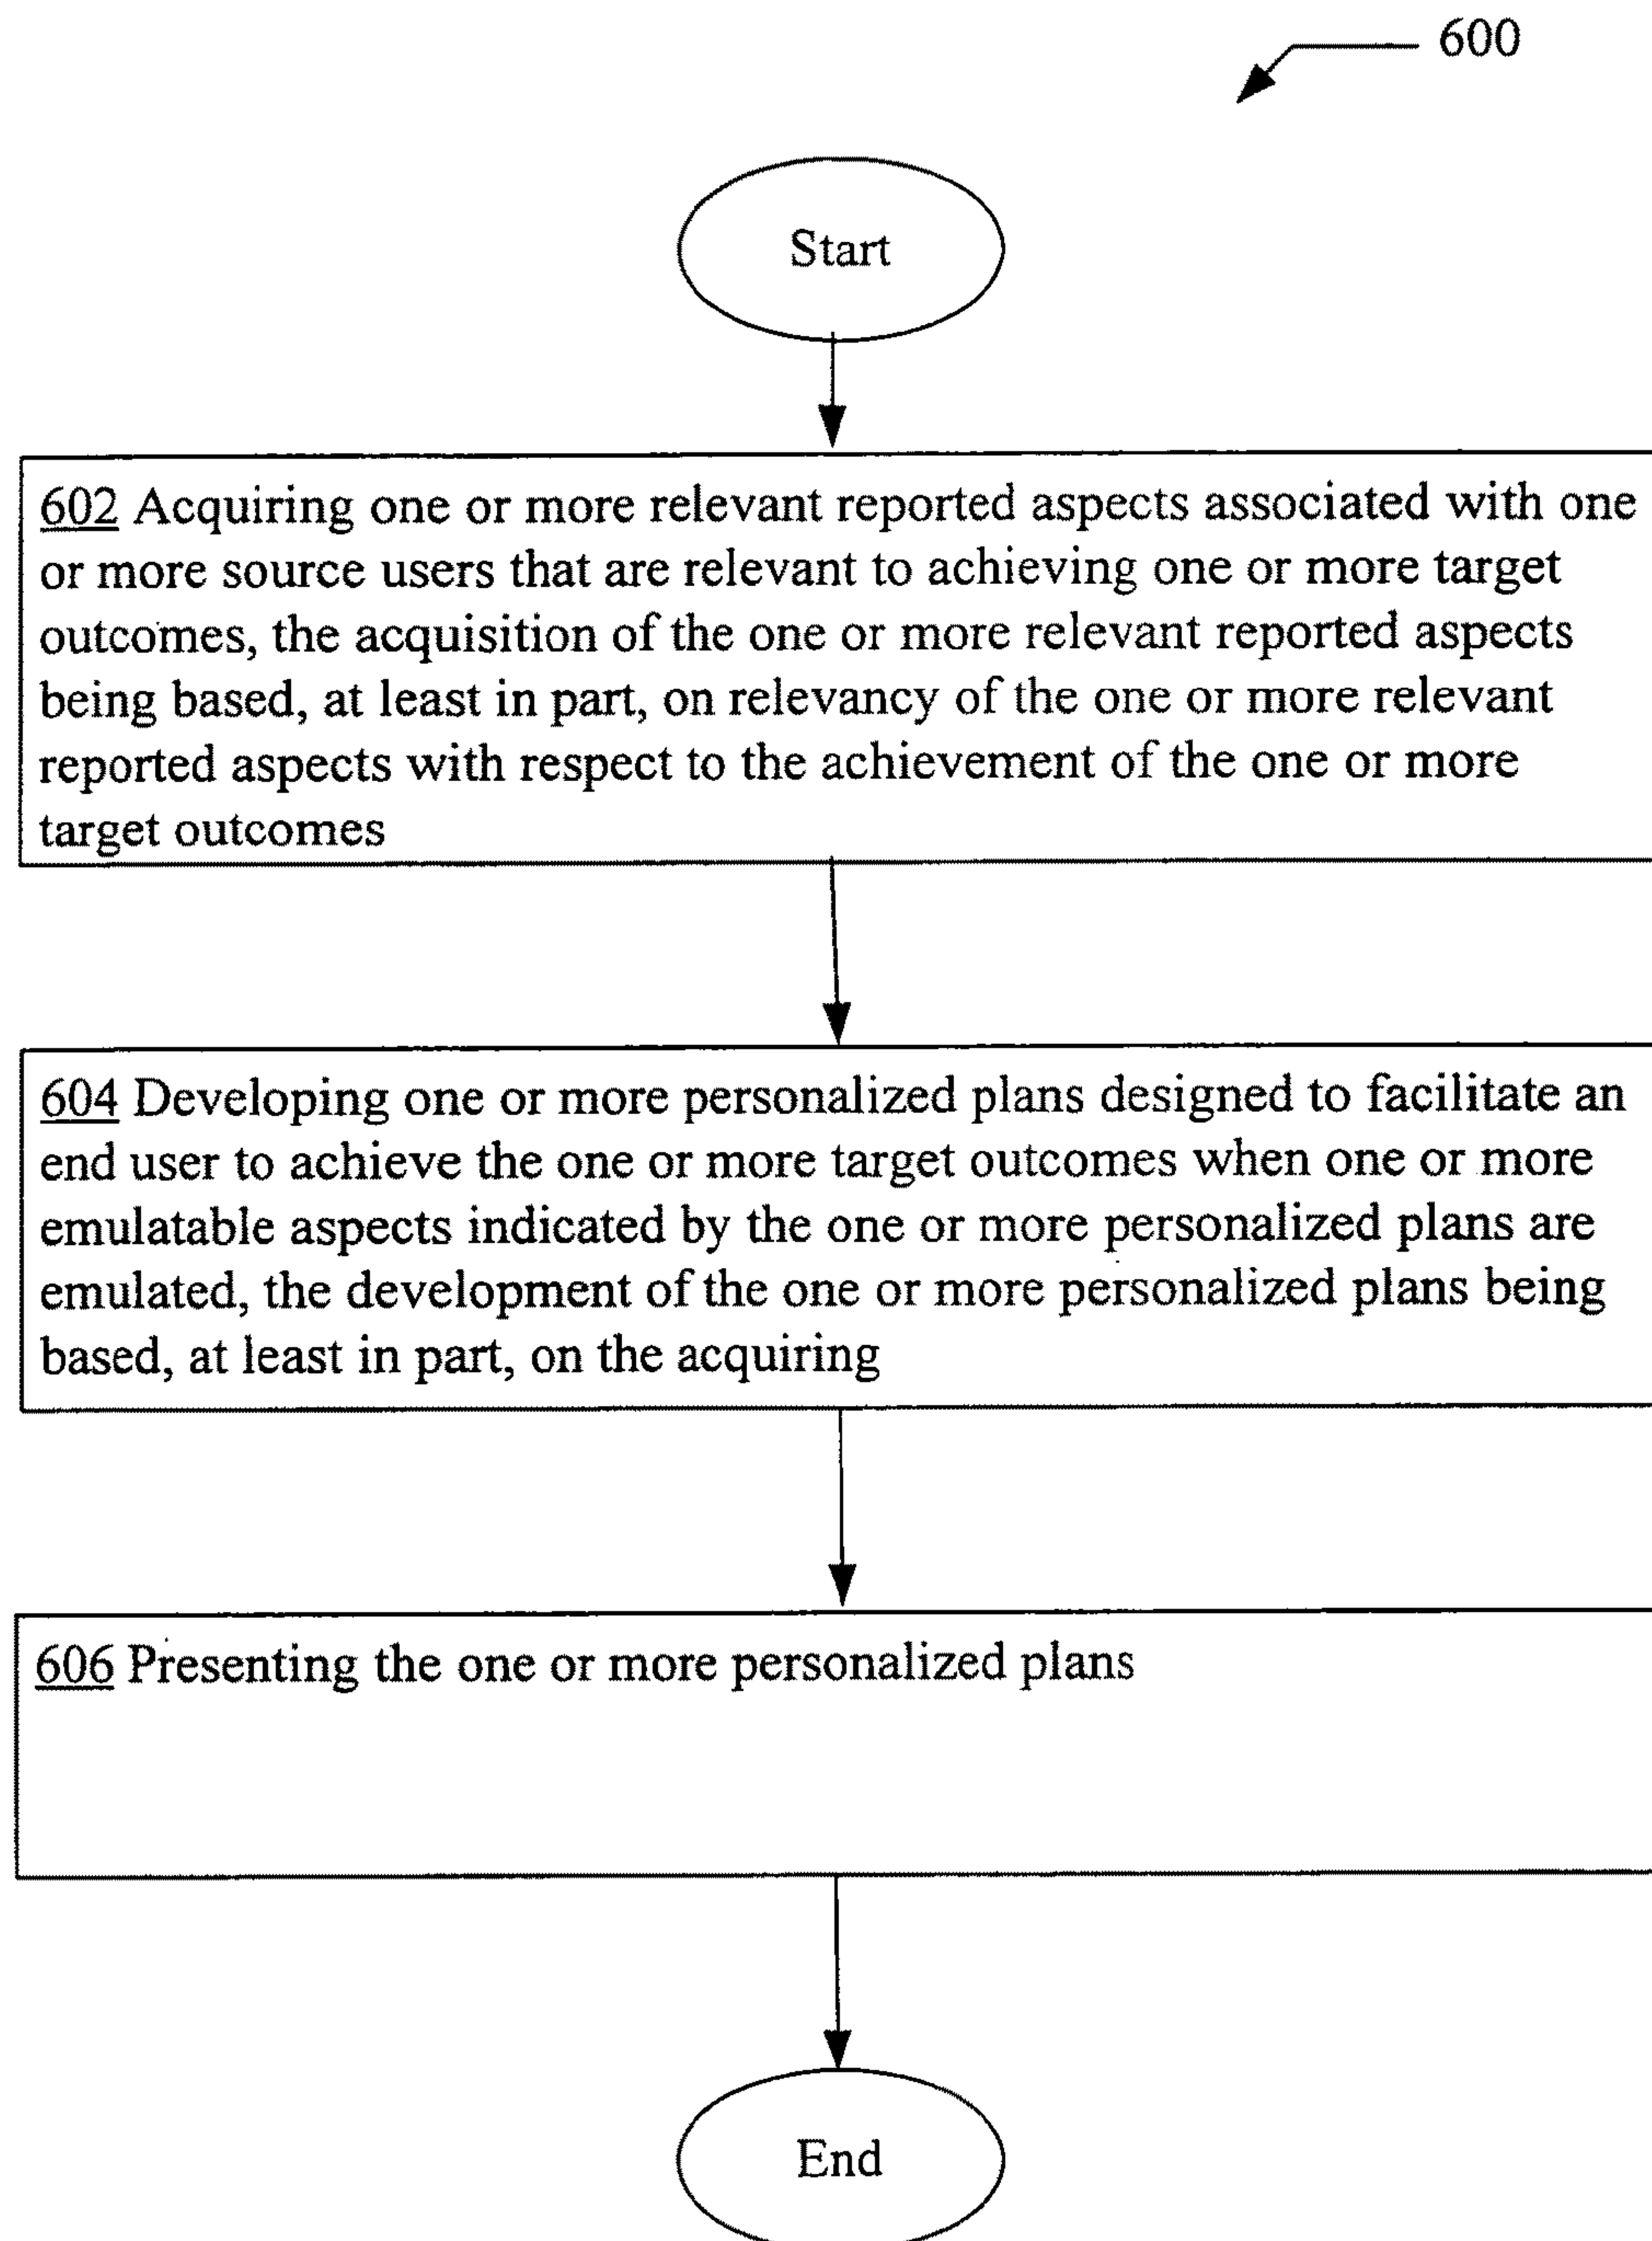 600
Start
602 Acquiring one or more relevant reported aspects associated with one
or more source users that are relevant to achieving one or more target
outcomes, the acquisition of the one or more relevant reported aspects
being based, at least in part, on relevancy of the one or more relevant
reported aspects with respect to the achievement of the one or more
target outcomes
604 Developing one or more personalized plans designed to facilitate an
end user to achieve the one or more target outcomes when one or more
emulatable aspects indicated by the one or more personalized plans are
emulated, the development of the one or more personalized plans being
based, at least in part, on the acquiring
606 Presenting the one or more personalized plans
End